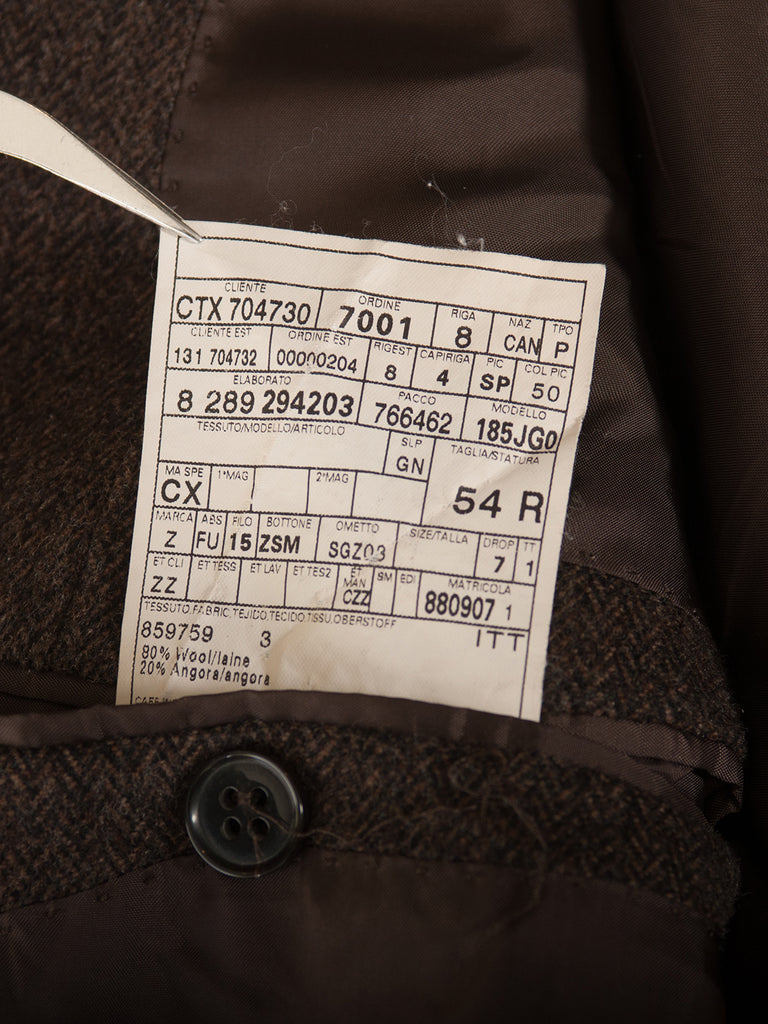 CLIENTE ORDINE RIGA NAZ TPO
CTX 704730 7001 8 CAN P
CLIENTE EST ORDINE EST RIGEST CAPIRIGA PIC COL PIC
131 704732 00000204 8 4 SP 50
ELABORATO PACCO MODELLO
8 289 294203 766462 185JG0
TESSUTO/MODELLO/ARTICOLO SLP TAGLIA/STATURA
GN
MA SPE 1°MAG 2°MAG
CX 54 R
MARCA ABS FILO BOTTONE OMETTO SIZE/TALLA DROP TT
Z FU 15 ZSM SGZ03 7 1
ET CLI ET TESS ET LAV ET TES2 ET MAN SM EDI MATRICOLA
ZZ CZZ 880907 1
TESSUTO,FABRIC,TEJIDO,TECIDO,TISSU,OBERSTOFF
859759 3 ITT
80% Wool/laine
20% Angora/angora